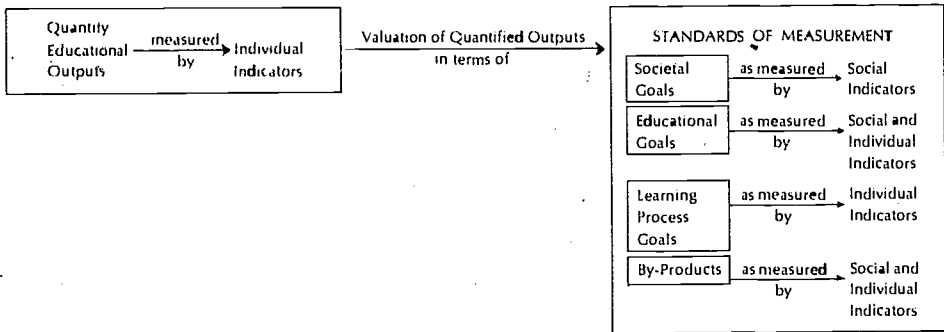 Quantity
Educational
Outputs
measured
by
Individual
Indicators
Valuation of Quantified Outputs
in terms of
STANDARDS OF MEASUREMENT
Societal
Goals
as measured
by
Social
Indicators
Educational
Goals
as measured
by
Social and
Individual
Indicators
Learning
Process
Goals
as measured
by
Individual
Indicators
By-Products
as measured
by
Social and
Individual
Indicators